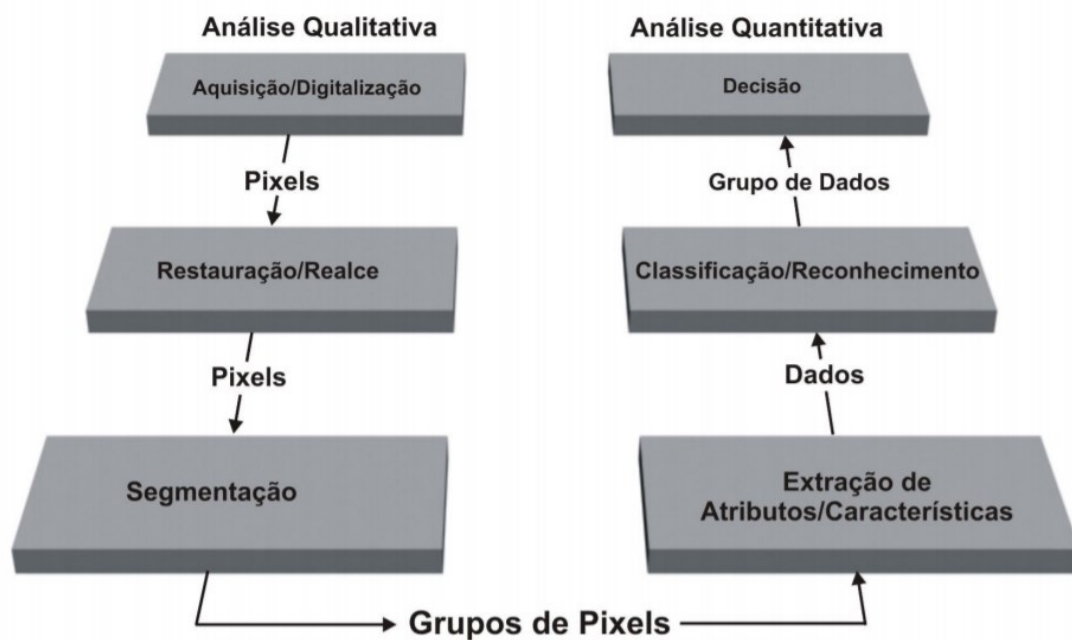 Análise Qualitativa
Aquisição/Digitalização
Pixels
Restauração/Realce
Pixels
Segmentação
Grupos de Pixels
Análise Quantitativa
Decisão
Grupo de Dados
Classificação/Reconhecimento
Dados
Extração de
Atributos/Característícas